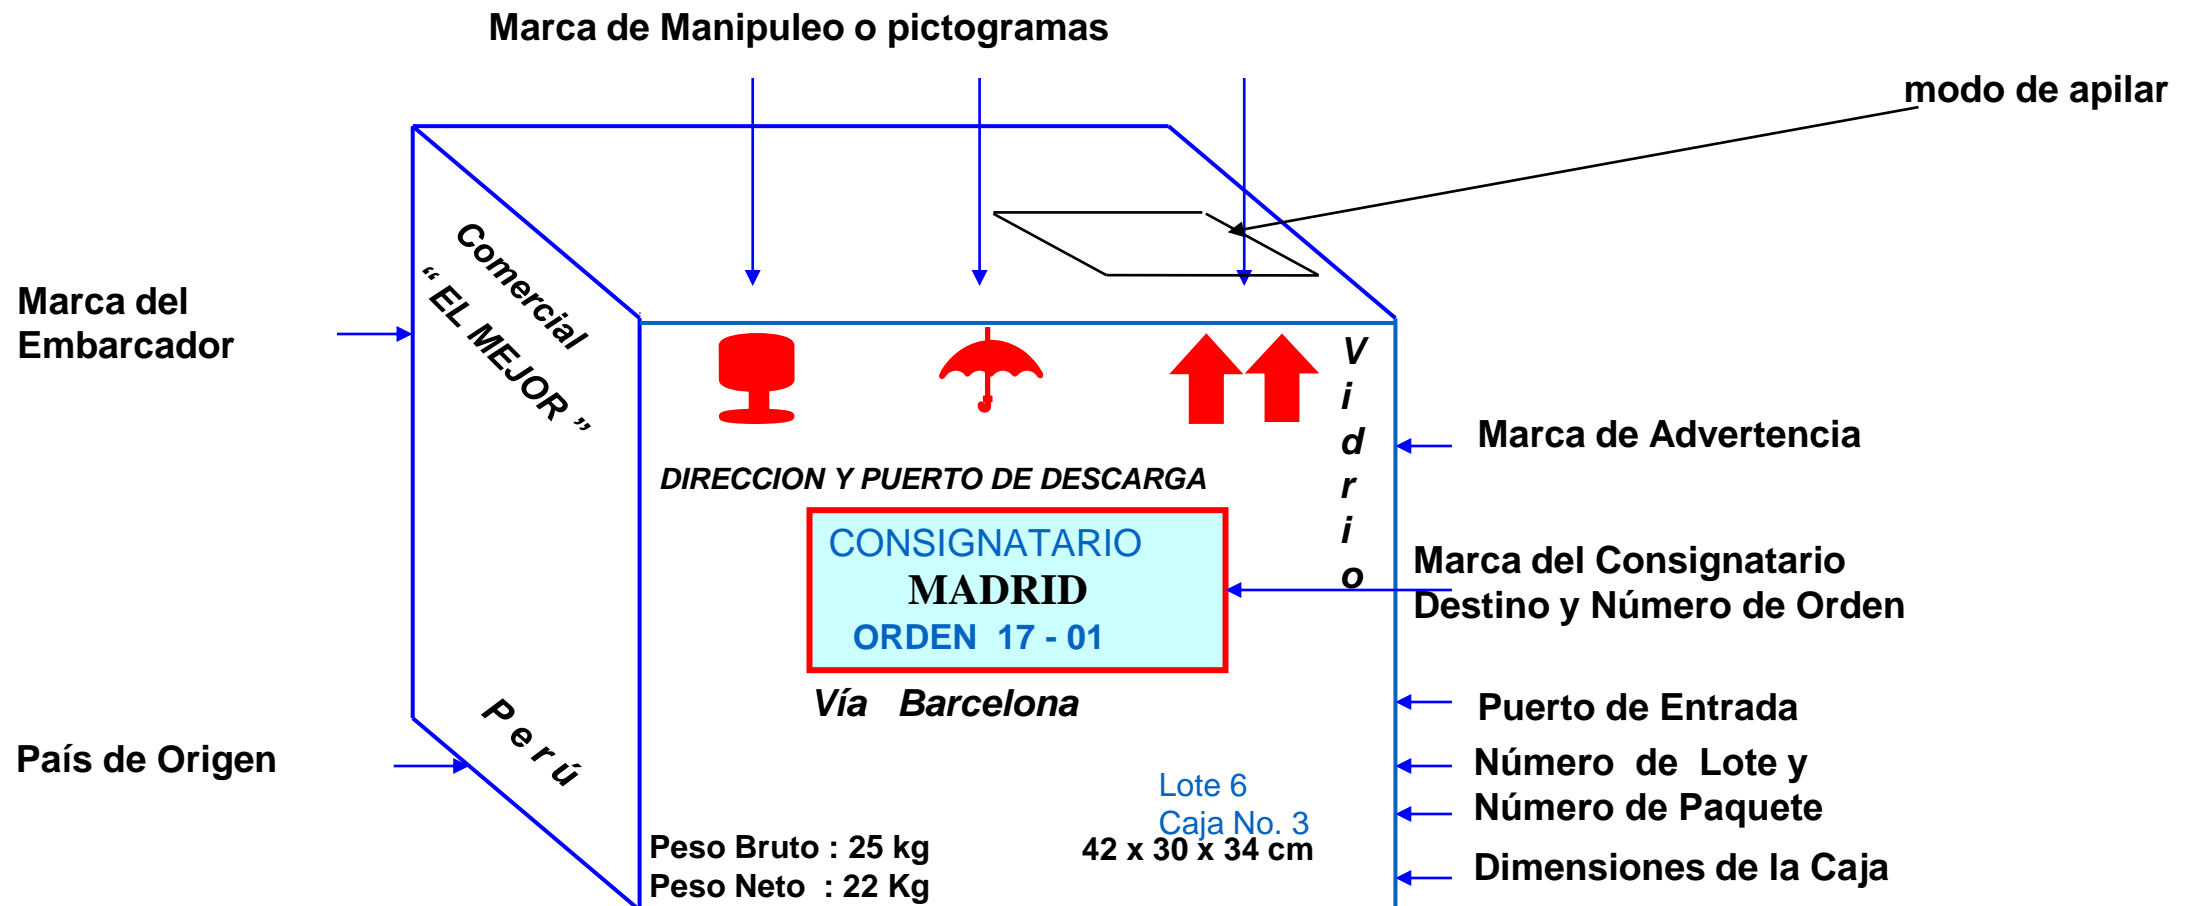 Marca de Manipuleo o pictogramas
modo de apilar
Comercial
“ EL MEJOR ”
Marca del
Embarcador
Vidrio
Marca de Advertencia
DIRECCION Y PUERTO DE DESCARGA
CONSIGNATARIO
MADRID
ORDEN 17 - 01
Marca del Consignatario
Destino y Número de Orden
Vía Barcelona
Puerto de Entrada
Perú
País de Origen
Número de Lote y
Número de Paquete
Lote 6
Caja No. 3
Peso Bruto : 25 kg
42 x 30 x 34 cm
Dimensiones de la Caja
Peso Neto : 22 Kg